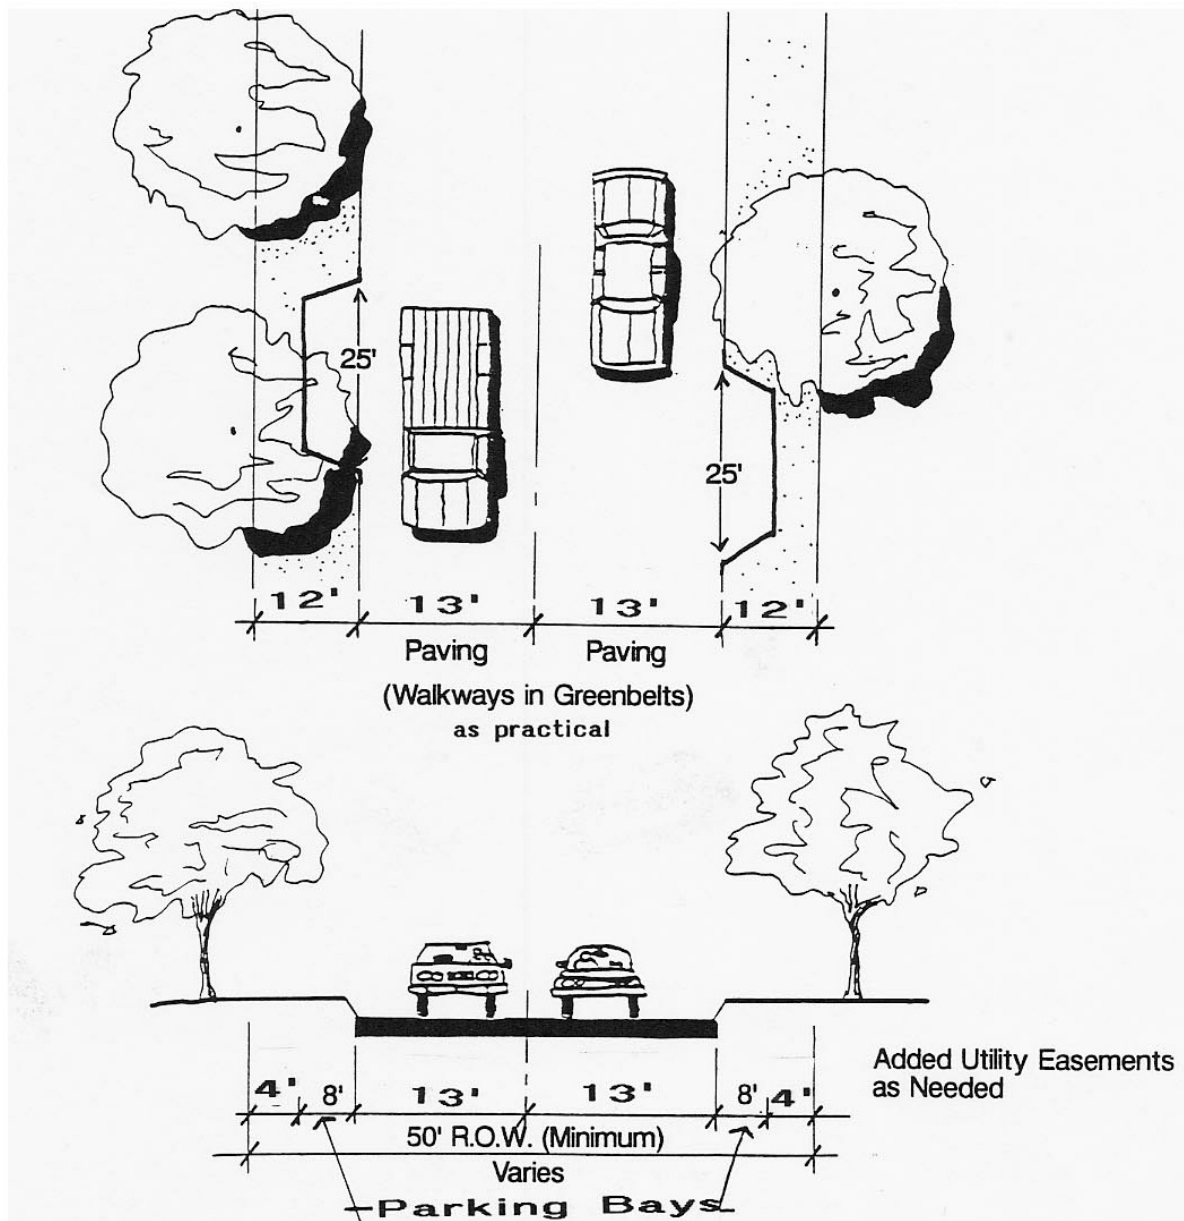 25'
25'
12' 13' 13' 12'
Paving Paving
(Walkways in Greenbelts)
as practical
Added Utility Easements
as Needed
4' 8' 13' 13' 8' 4'
50' R.O.W. (Minimum)
Varies
Parking Bays